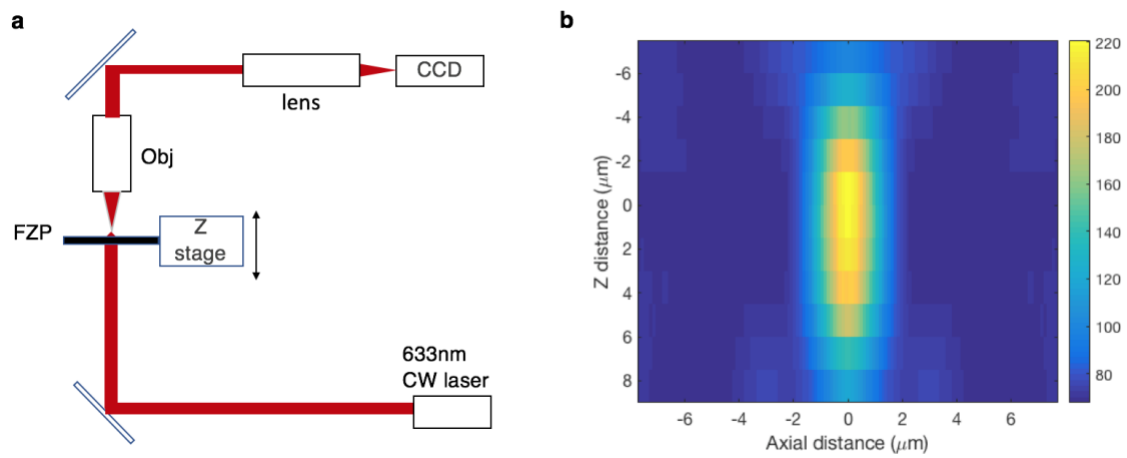 a
CCD
lens
Obj
FZP
Z
stage
633nm
CW laser
b
-6
-4
-2
0
2
4
6
8
Z distance (μm)
-6
-4
-2
0
2
4
6
Axial distance (μm)
220
200
180
160
140
120
100
80